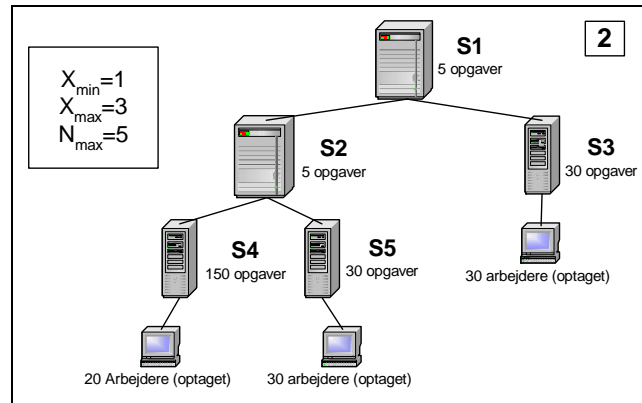 2
X_min=1
X_max=3
N_max=5
S1
5 opgaver
S2
5 opgaver
S3
30 opgaver
S4
150 opgaver
S5
30 opgaver
30 arbejdere (optaget)
20 Arbejdere (optaget)
30 arbejdere (optaget)